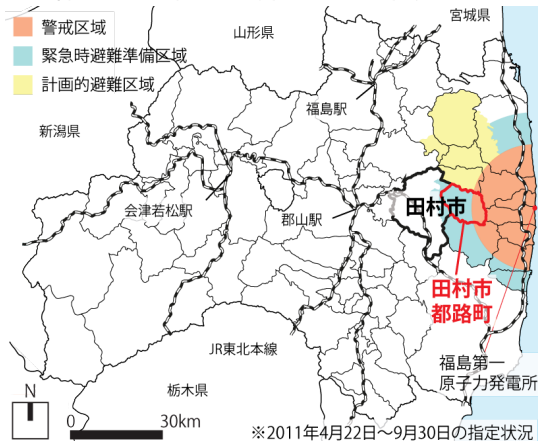 警戒区域
緊急時避難準備区域
計画的避難区域
山形県
宮城県
新潟県
福島駅
会津若松駅
郡山駅
田村市
田村市
都路町
JR東北本線
福島第一
原子力発電所
栃木県
N
0 30km
※2011年4月22日〜9月30日の指定状況